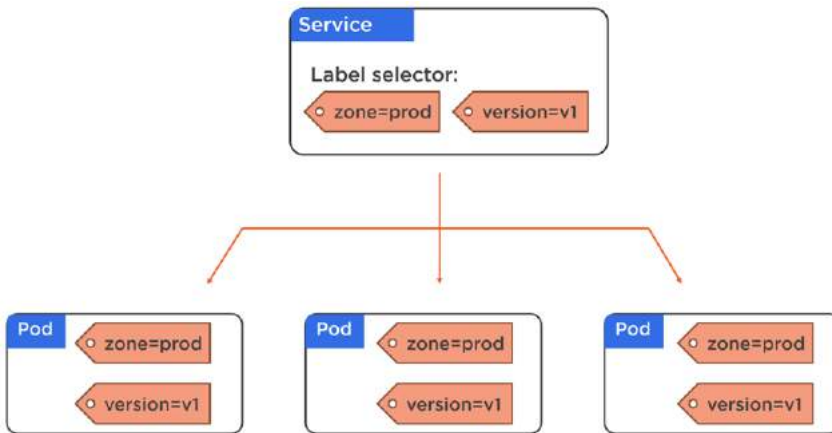 Service
Label selector:
zone=prod version=v1
Pod zone=prod
version=v1
Pod zone=prod
version=v1
Pod zone=prod
version=v1